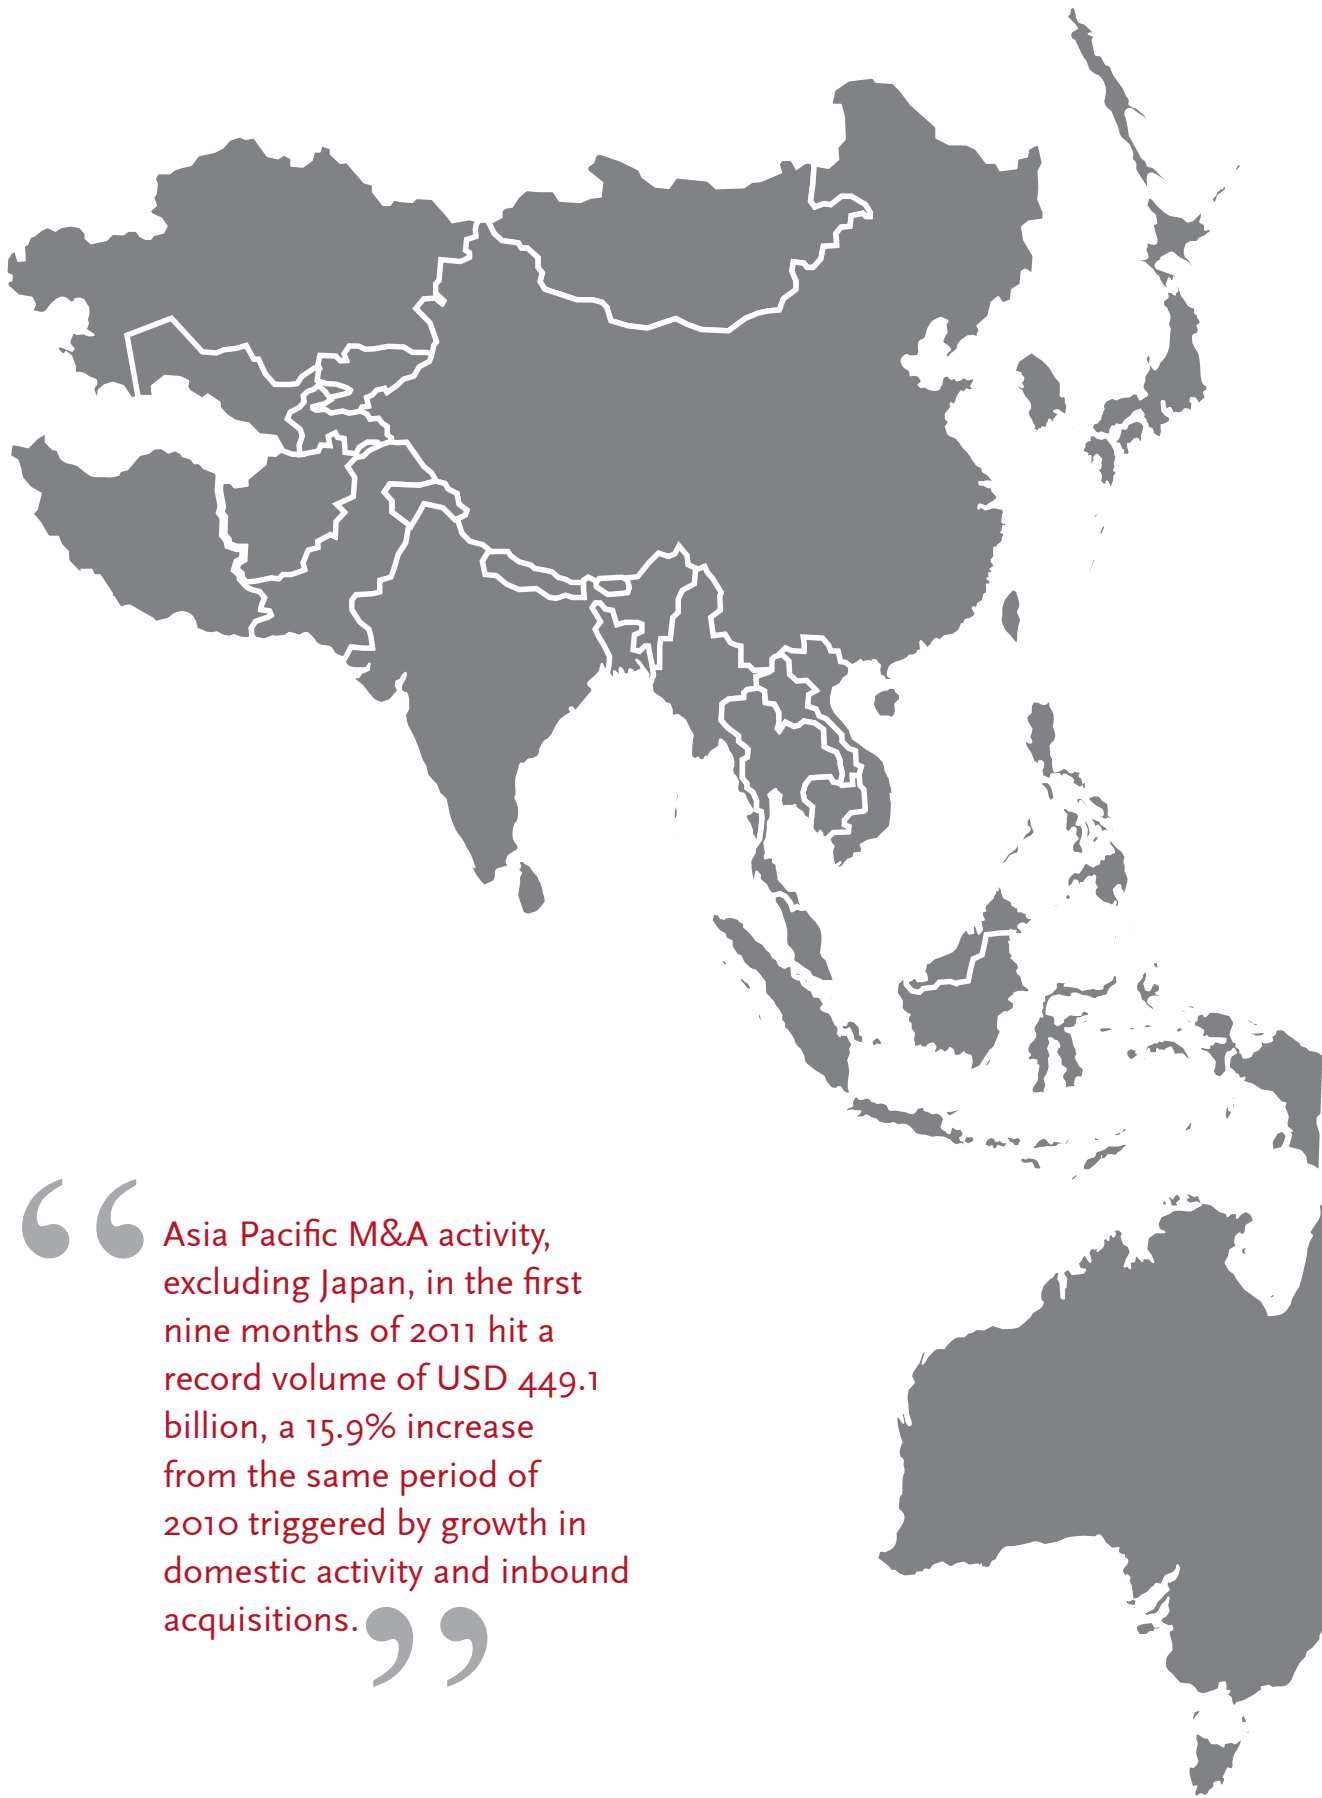 “ Asia Pacific M&A activity,
excluding Japan, in the first
nine months of 2011 hit a
record volume of USD 449.1
billion, a 15.9% increase
from the same period of
2010 triggered by growth in
domestic activity and inbound
acquisitions. ”